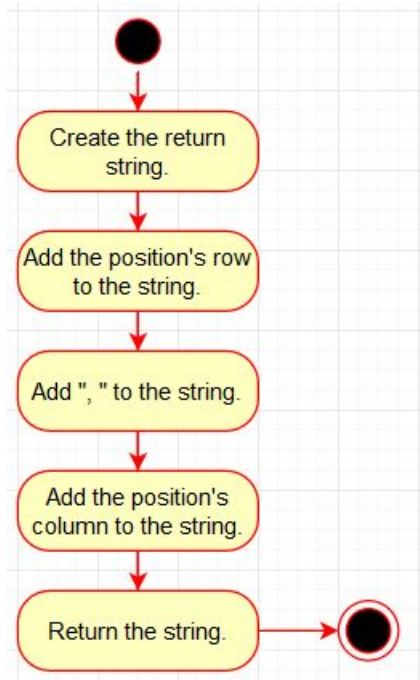 Create the return
string.
Add the position's row
to the string.
Add ", " to the string.
Add the position's
column to the string.
Return the string.